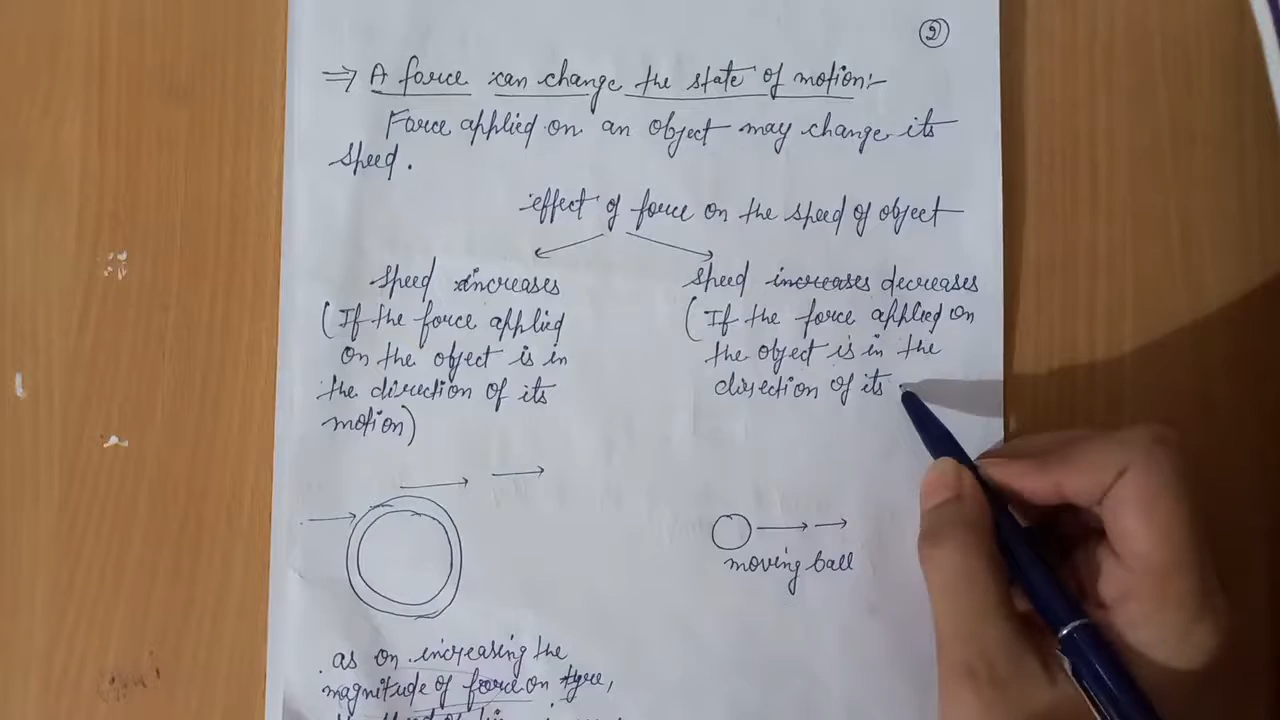 2
⇒ A force can change the state of motion:-
Force applied on an object may change its
speed.
effect of force on the speed of object
speed increases
(If the force applied
on the object is in
the direction of its
motion)
speed increases decreases
(If the force applied on
the object is in the
direction of its
moving ball
as on increasing the
magnitude of force on tyre,